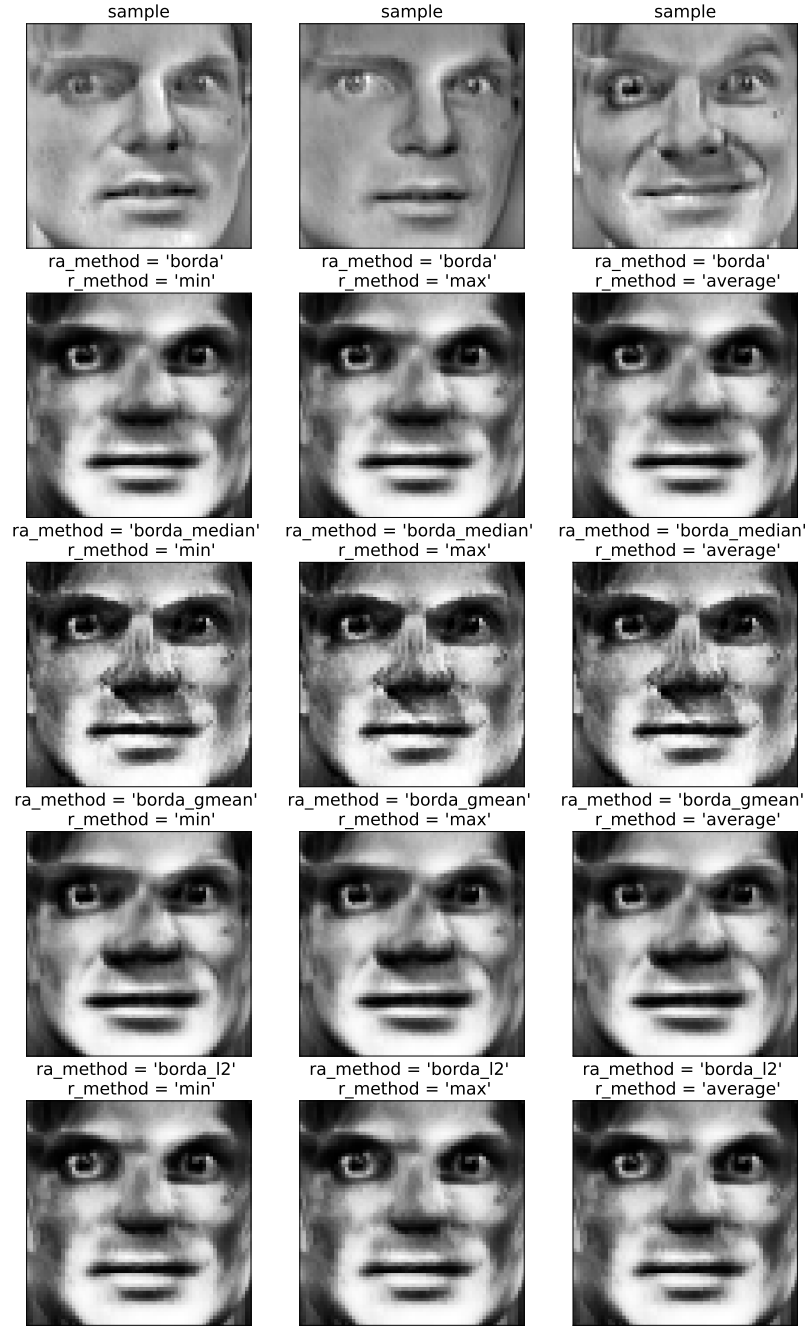 sample
sample
sample
ra_method = 'borda'
r_method = 'min'
ra_method = 'borda'
r_method = 'max'
ra_method = 'borda'
r_method = 'average'
ra_method = 'borda_median'
r_method = 'min'
ra_method = 'borda_median'
r_method = 'max'
ra_method = 'borda_median'
r_method = 'average'
ra_method = 'borda_gmean'
r_method = 'min'
ra_method = 'borda_gmean'
r_method = 'max'
ra_method = 'borda_gmean'
r_method = 'average'
ra_method = 'borda_l2'
r_method = 'min'
ra_method = 'borda_l2'
r_method = 'max'
ra_method = 'borda_l2'
r_method = 'average'